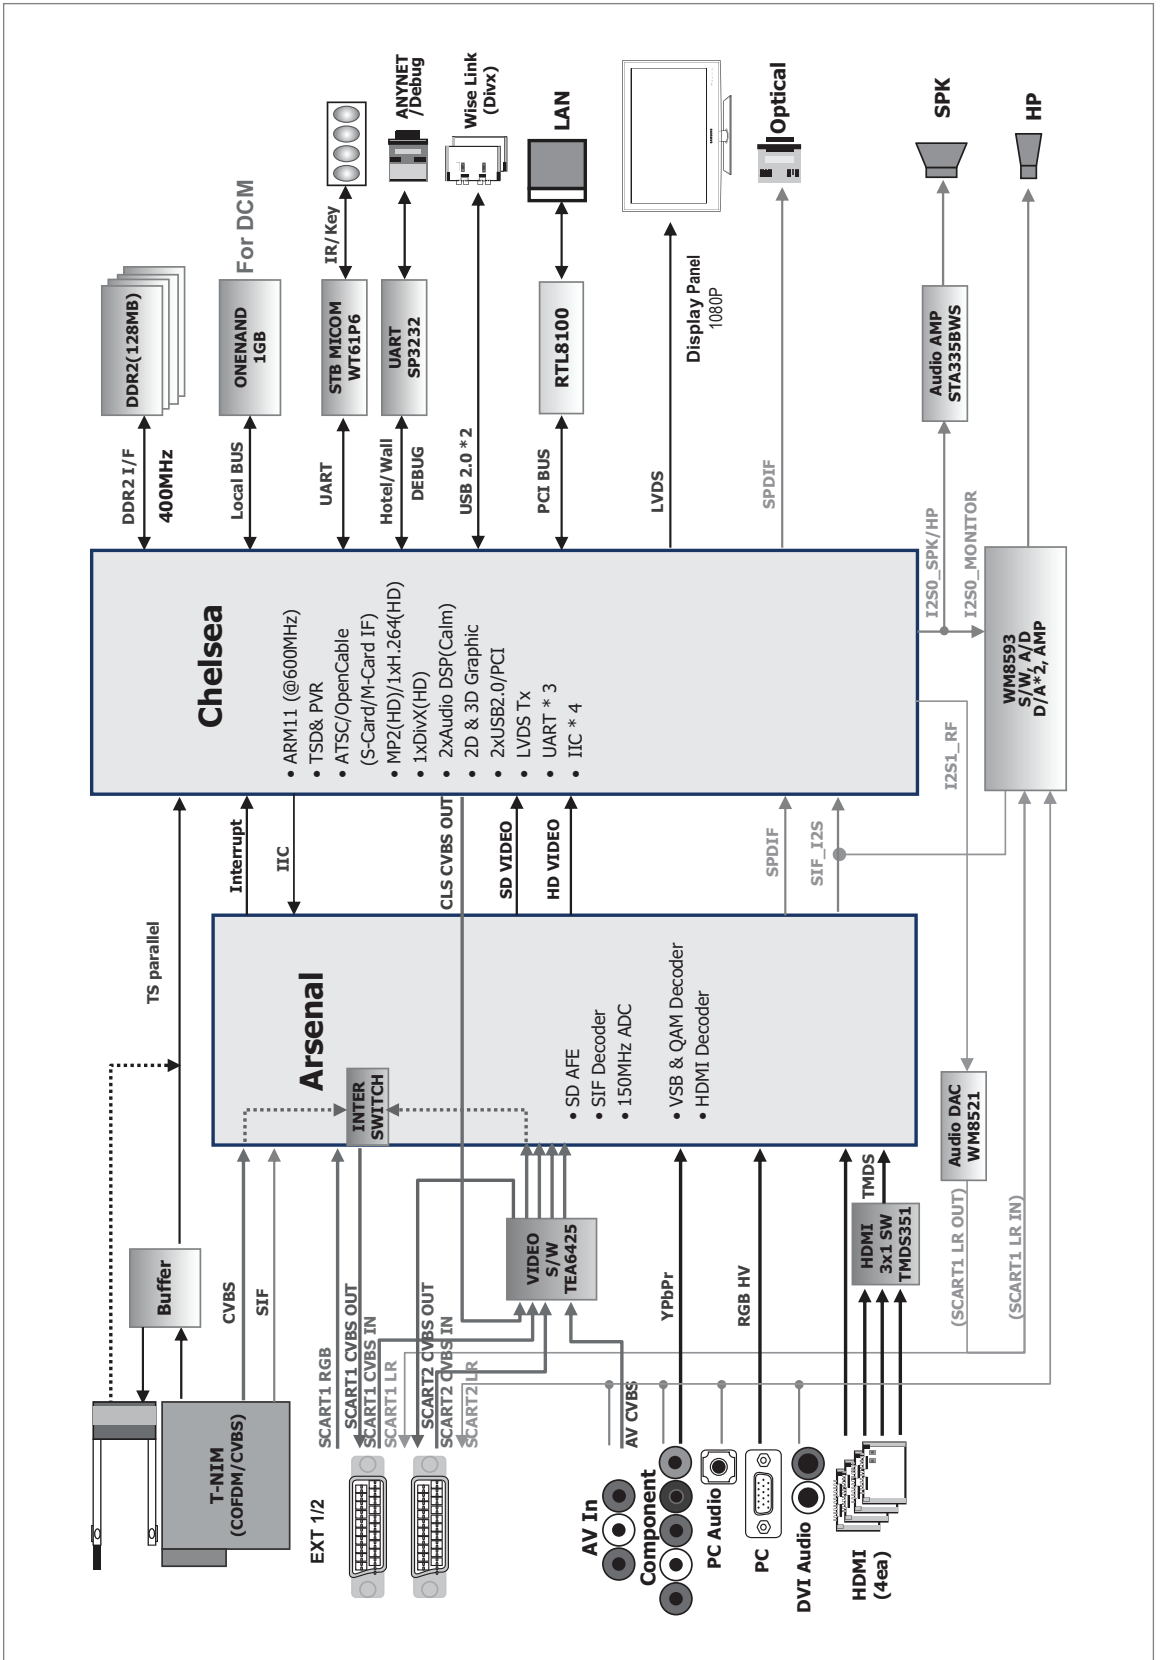 T-NIM
(COFDM/CVBS)
Buffer
TS parallel
CVBS
SIF
EXT 1/2
SCART1 RGB
SCART1 CVBS OUT
SCART1 CVBS IN
SCART1 LR
SCART2 CVBS OUT
SCART2 CVBS IN
SCART2 LR
AV In
AV CVBS
Component
YPbPr
PC Audio
PC
RGB HV
DVI Audio
HDMI
(4ea)
VIDEO
S/W
TEA6425
HDMI
3x1 SW
TMDS351
TMDS
(SCART1 LR OUT)
(SCART1 LR IN)
Audio DAC
WM8521
Arsenal
INTER
SWITCH
• SD AFE
• SIF Decoder
• 150MHz ADC
• VSB & QAM Decoder
• HDMI Decoder
Interrupt
IIC
CLS CVBS OUT
SD VIDEO
HD VIDEO
SPDIF
SIF_I2S
I2S1_RF
Chelsea
• ARM11 (@600MHz)
• TSD& PVR
• ATSC/OpenCable
(S-Card/M-Card IF)
• MP2(HD)/1xH.264(HD)
• 1xDivX(HD)
• 2xAudio DSP(Calm)
• 2D & 3D Graphic
• 2xUSB2.0/PCI
• LVDS Tx
• UART * 3
• IIC * 4
WM8593
S/W, A/D
D/A*2, AMP
I2S0_SPK/HP
I2S0_MONITOR
DDR2 I/F
400MHz
DDR2(128MB)
Local BUS
ONENAND
1GB
For DCM
UART
STB MICOM
WT61P6
IR/Key
Hotel/Wall
DEBUG
UART
SP3232
ANYNET
/Debug
USB 2.0 *2
Wise Link
(Divx)
PCI BUS
RTL8100
LAN
LVDS
Display Panel
1080P
SPDIF
Optical
Audio AMP
STA335BWS
SPK
HP